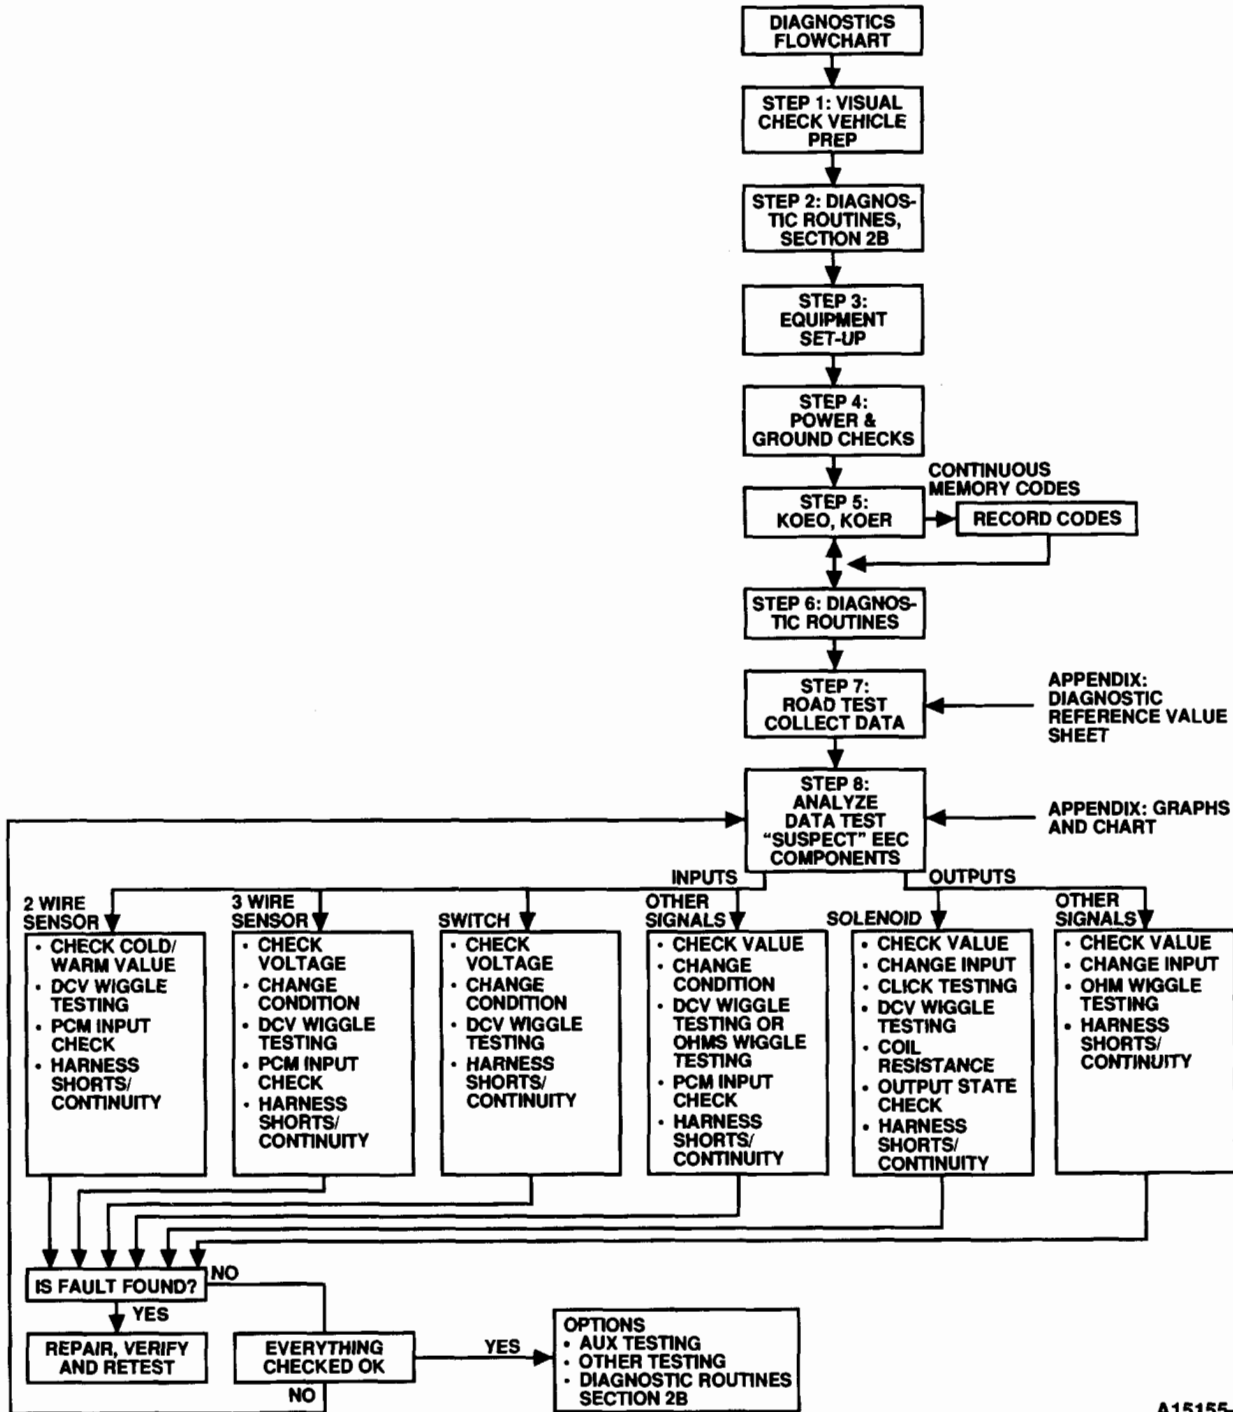 DIAGNOSTICS
FLOWCHART
STEP 1: VISUAL
CHECK VEHICLE
PREP
STEP 2: DIAGNOS-
TIC ROUTINES,
SECTION 2B
STEP 3:
EQUIPMENT
SET-UP
STEP 4:
POWER &
GROUND CHECKS
STEP 5:
KOEO, KOER
CONTINUOUS
MEMORY CODES
RECORD CODES
STEP 6: DIAGNOS-
TIC ROUTINES
STEP 7:
ROAD TEST
COLLECT DATA
APPENDIX:
DIAGNOSTIC
REFERENCE VALUE
SHEET
STEP 8:
ANALYZE
DATA TEST
“SUSPECT” EEC
COMPONENTS
APPENDIX: GRAPHS
AND CHART
INPUTS
OUTPUTS
2 WIRE
SENSOR
• CHECK COLD/
WARM VALUE
• DCV WIGGLE
TESTING
• PCM INPUT
CHECK
• HARNESS
SHORTS/
CONTINUITY
3 WIRE
SENSOR
• CHECK
VOLTAGE
• CHANGE
CONDITION
• DCV WIGGLE
TESTING
• PCM INPUT
CHECK
• HARNESS
SHORTS/
CONTINUITY
SWITCH
• CHECK
VOLTAGE
• CHANGE
CONDITION
• DCV WIGGLE
TESTING
• HARNESS
SHORTS/
CONTINUITY
OTHER
SIGNALS
• CHECK VALUE
• CHANGE
CONDITION
• DCV WIGGLE
TESTING OR
OHMS WIGGLE
TESTING
• PCM INPUT
CHECK
• HARNESS
SHORTS/
CONTINUITY
SOLENOID
• CHECK VALUE
• CHANGE INPUT
• CLICK TESTING
• DCV WIGGLE
TESTING
• COIL
RESISTANCE
• OUTPUT STATE
CHECK
• HARNESS
SHORTS/
CONTINUITY
OTHER
SIGNALS
• CHECK VALUE
• CHANGE INPUT
• OHM WIGGLE
TESTING
• HARNESS
SHORTS/
CONTINUITY
IS FAULT FOUND?
NO
YES
REPAIR, VERIFY
AND RETEST
EVERYTHING
CHECKED OK
YES
NO
OPTIONS
• AUX TESTING
• OTHER TESTING
• DIAGNOSTIC ROUTINES
SECTION 2B
A15155-